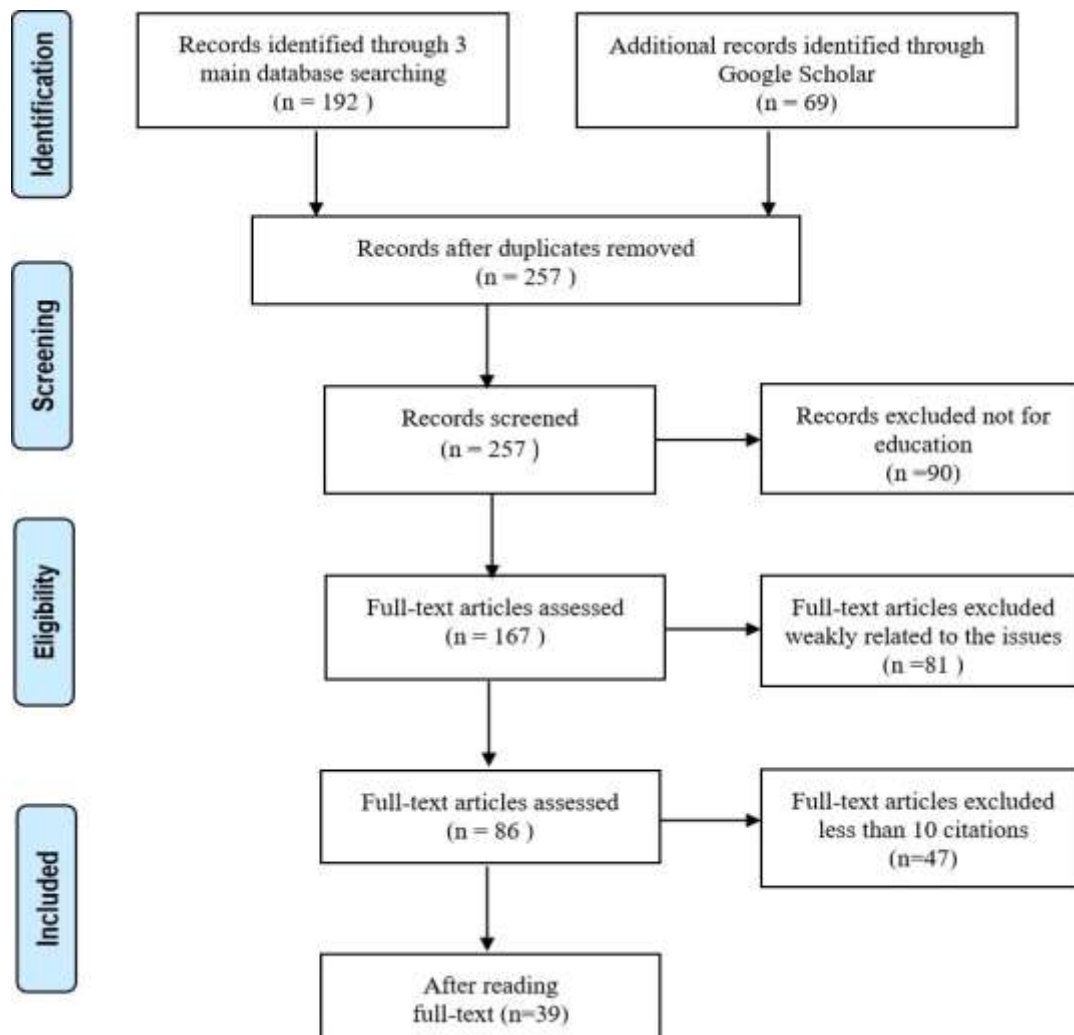 Identification
Records identified through 3
main database searching
(n = 192 )
Additional records identified through
Google Scholar
(n = 69)
Records after duplicates removed
(n = 257 )
Screening
Records screened
(n = 257 )
Records excluded not for
education
(n =90)
Eligibility
Full-text articles assessed
(n = 167 )
Full-text articles excluded
weakly related to the issues
(n =81 )
Included
Full-text articles assessed
(n = 86 )
Full-text articles excluded
less than 10 citations
(n=47)
After reading
full-text (n=39)